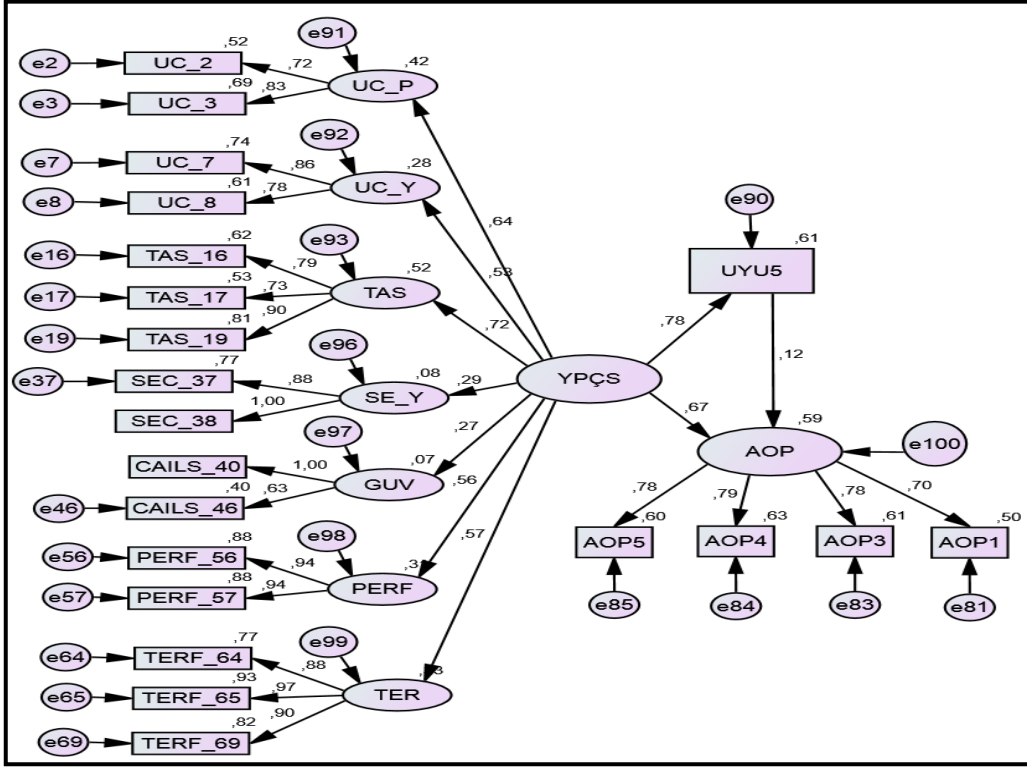 e91
,52
e2
UC_2
,72
,42
UC_P
,69
,83
e3
UC_3
e92
,74
e7
UC_7
,86
,28
UC_Y
,61
,78
e8
UC_8
,64
e90
e93
,62
e16
TAS_16
,79
,53
,61
UYU5
,52
TAS
,53
,73
e17
TAS_17
,81
,90
e19
TAS_19
,72
,78
,12
e96
,77
e37
SEC_37
,88
,08
SE_Y
,29
YPÇS
1,00
SEC_38
,67
,59
AOP
e100
e97
,27
CAILS_40
1,00
,07
GUV
,40
,63
e46
CAILS_46
,56
,78
,79
,78
,70
,60
AOP5
,63
AOP4
,61
AOP3
,50
AOP1
e98
,88
e56
PERF_56
,94
PERF
,57
,88
,94
e57
PERF_57
e85
e84
e83
e81
e99
,77
e64
TERF_64
,88
TER
,93
,97
e65
TERF_65
,82
,90
e69
TERF_69